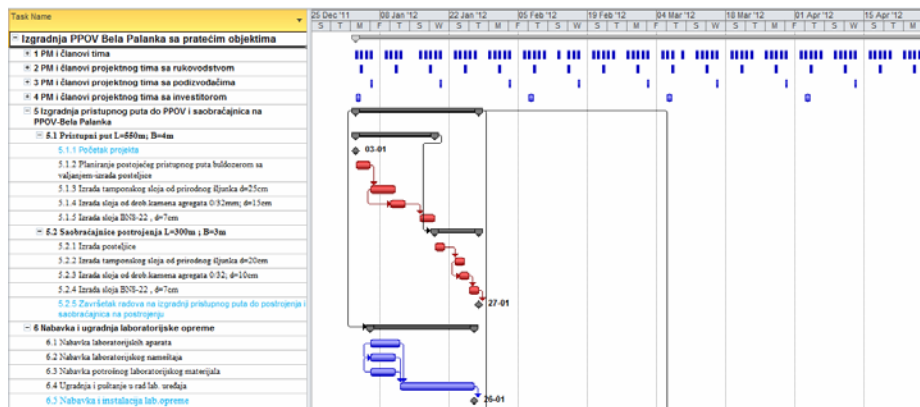 Task Name
25 Dec '11 08 Jan '12 22 Jan '12 05 Feb '12 19 Feb '12 04 Mar '12 18 Mar '12 01 Apr '12 15 Apr '12
S T M F T S W S T M F T S W S T M F T S W S T M F T S W S T M F T S W S T M
Izgradnja PPOV Bela Palanka sa pratećim objektima
1 PM i članovi tima
2 PM i članovi projektnog tima sa rukovodstvom
3 PM i članovi projektnog tima sa podizvođačima
4 PM i članovi projektnog tima sa investitorom
5 Izgradnja pristupnog puta do PPOV i saobraćajnica na
PPOV-Bela Palanka
5.1 Pristupni put L=550m; B=4m
5.1.1 Početak projekta
03-01
5.1.2 Planiranje postojećeg pristupnog puta buldozerom sa
valjanjem-izrada posteljice
5.1.3 Izrada tamponskog sloja od prirodnog šljunka d=25cm
5.1.4 Izrada sloja od drob.kamena agregata 0/32mm; d=15cm
5.1.5 Izrada sloja BNS-22 , d=7cm
5.2 Saobraćajnice postrojenja L=300m ; B=3m
5.2.1 Izrada posteljice
5.2.2 Izrada tamponskog sloja od prirodnog šljunka d=20cm
5.2.3 Izrada sloja od drob.kamena agregata 0/32; d=10cm
5.2.4 Izrada sloja BNS-22, d=7cm
5.2.5 Završetak radova na izgradnji pristupnog puta do postrojenja i
saobraćajnica na postrojenju
27-01
6 Nabavka i ugradnja laboratorijske opreme
6.1 Nabavka laboratorijskih aparata
6.2 Nabavka laboratorijskog nameštaja
6.3 Nabavka potrošnog laboratorijskog materijala
6.4 Ugradnja i puštanje u rad lab. uređaja
6.5 Nabavka i instalacija lab.opreme
26-01